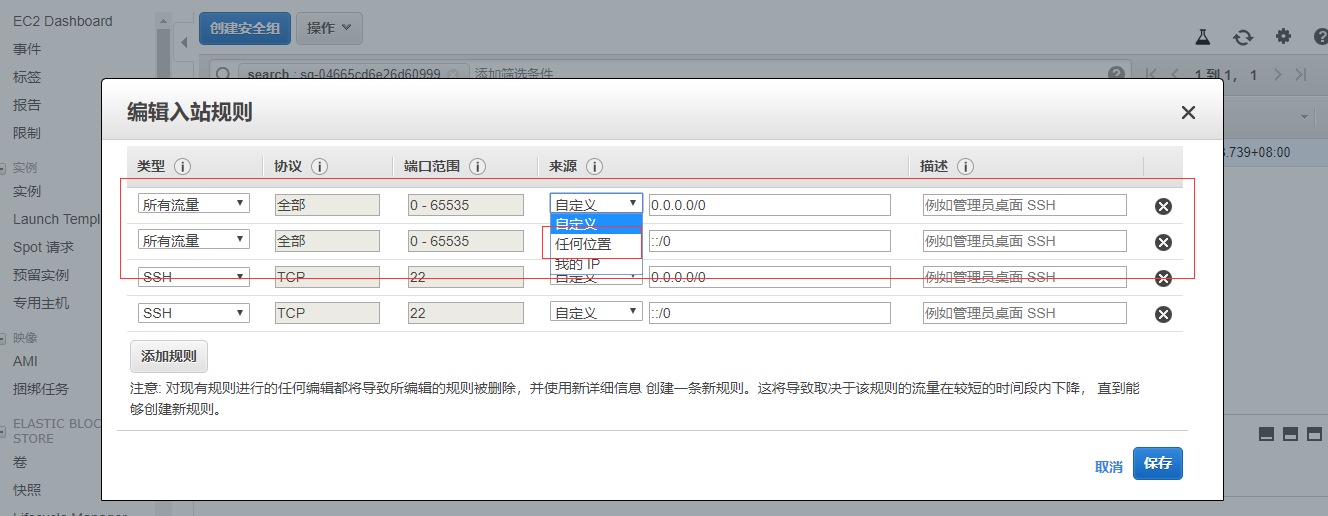 EC2 Dashboard
事件
标签
报告
限制
实例
实例
Launch Templ
Spot 请求
预留实例
专用主机
映像
AMI
捆绑任务
ELASTIC BLOC
STORE
卷
快照
Lifecycle Manager
创建安全组 操作
search : sg-04665cd6e26d60999 添加筛选条件
1 到 1， 1
3.739+08:00
编辑入站规则
类型 协议 端口范围 来源 描述
所有流量 全部 0 - 65535 自定义 0.0.0.0/0 例如管理员桌面 SSH
自定义
任何位置
我的 IP
所有流量 全部 0 - 65535 ::/0 例如管理员桌面 SSH
SSH TCP 22 自定义 0.0.0.0/0 例如管理员桌面 SSH
SSH TCP 22 自定义 ::/0 例如管理员桌面 SSH
添加规则
注意: 对现有规则进行的任何编辑都将导致所编辑的规则被删除，并使用新详细信息 创建一条新规则。这将导致取决于该规则的流量在较短的时间段内下降， 直到能
够创建新规则。
取消 保存